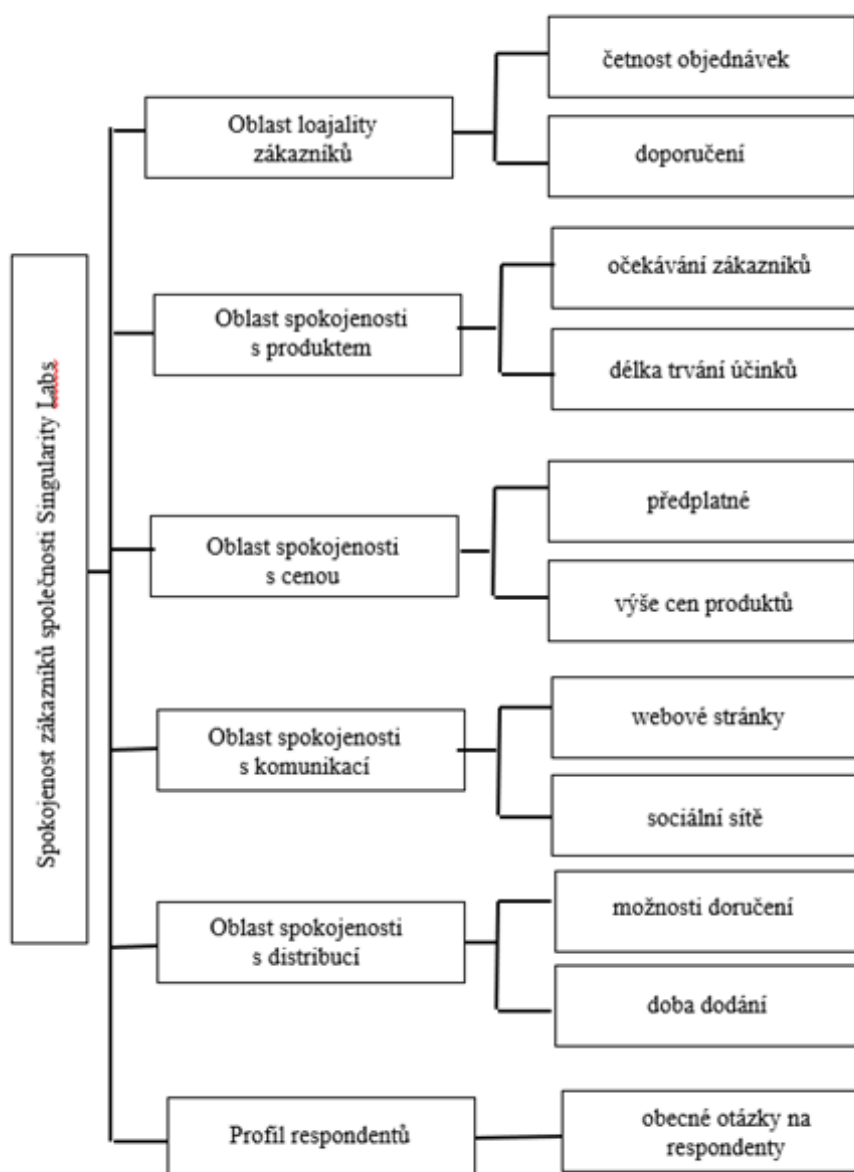 Spokojenost zákazníků společnosti Singularity Labs
Oblast loajality
zákazníků
četnost objednávek
doporučení
Oblast spokojenosti
s produktem
očekávání zákazníků
délka trvání účinků
Oblast spokojenosti
s cenou
předplatné
výše cen produktů
Oblast spokojenosti
s komunikací
webové stránky
sociální sítě
Oblast spokojenosti
s distribucí
možnosti doručení
doba dodání
Profil respondentů
obecné otázky na
respondenty